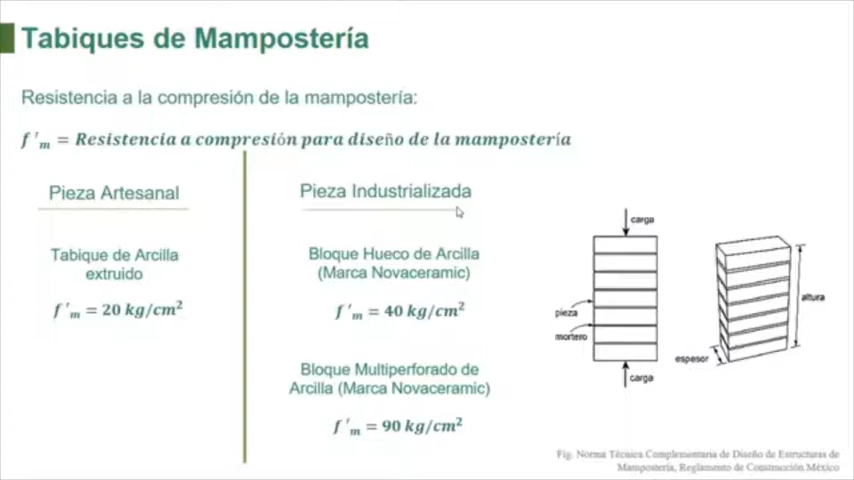 Tabiques de Mampostería
Resistencia a la compresión de la mampostería:
f'm = Resistencia a compresión para diseño de la mampostería
Pieza Artesanal
Tabique de Arcilla
extruido
f'm = 20 kg/cm²
Pieza Industrializada
Bloque Hueco de Arcilla
(Marca Novaceramic)
f'm = 40 kg/cm²
Bloque Multiperforado de
Arcilla (Marca Novaceramic)
f'm = 90 kg/cm²
carga
pieza
mortero
carga
altura
espesor
Fig. Norma Técnica Complementaria de Diseño de Estructuras de
Mampostería, Reglamento de Construcción México